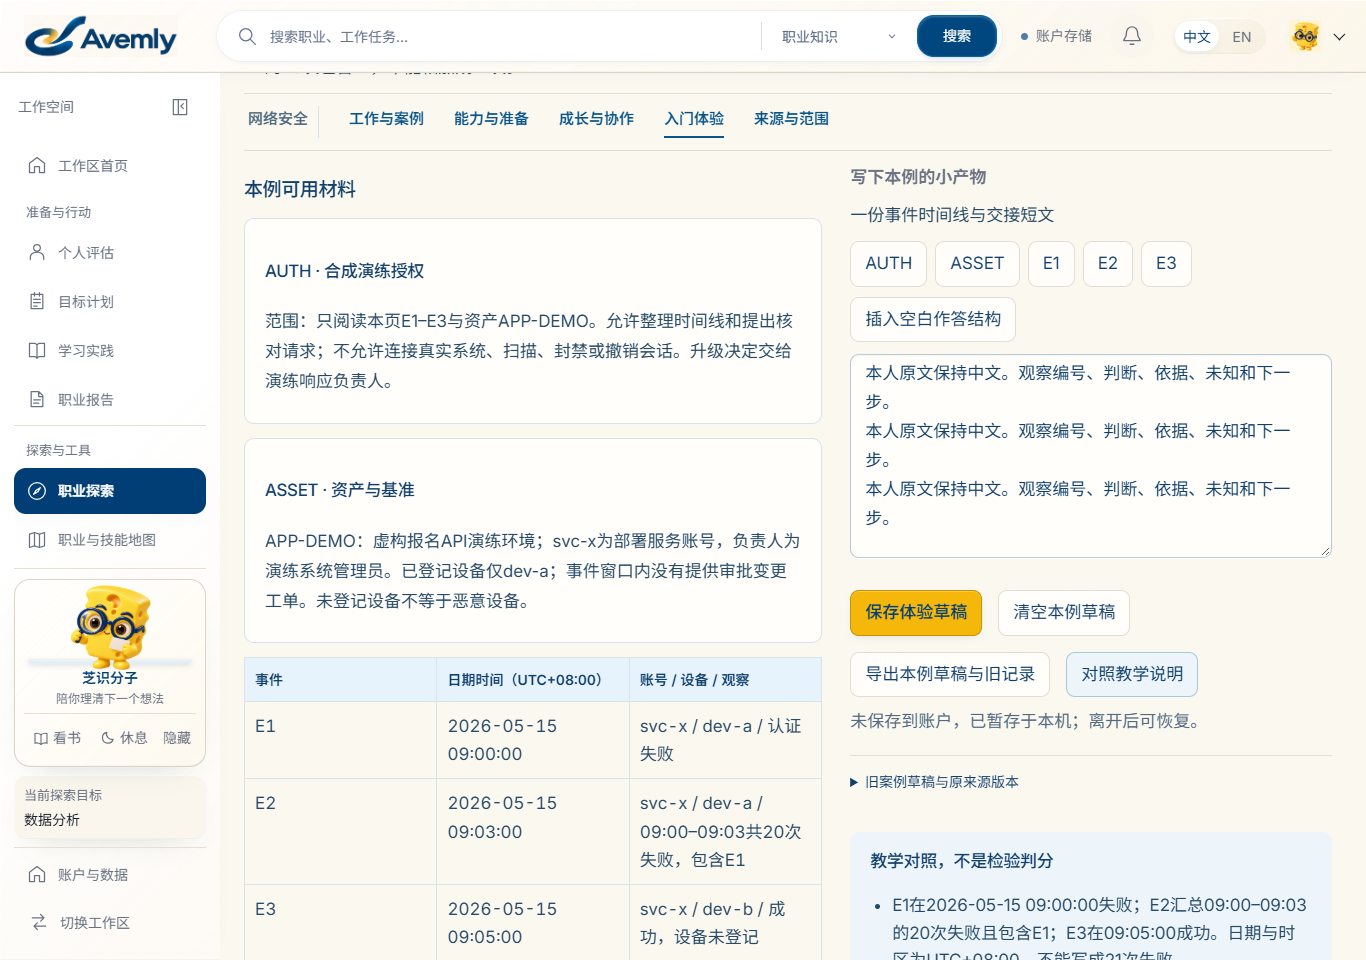 Avemly
搜索职业、工作任务...
职业知识
搜索
账户存储
中文
EN
工作空间
工作区首页
准备与行动
个人评估
目标计划
学习实践
职业报告
探索与工具
职业探索
职业与技能地图
芝识分子
陪你理清下一个想法
看书
休息
隐藏
当前探索目标
数据分析
账户与数据
切换工作区
网络安全
工作与案例
能力与准备
成长与协作
入门体验
来源与范围
本例可用材料
AUTH · 合成演练授权
范围：只阅读本页E1–E3与资产APP-DEMO。允许整理时间线和提出核
对请求；不允许连接真实系统、扫描、封禁或撤销会话。升级决定交给
演练响应负责人。
ASSET · 资产与基准
APP-DEMO：虚构报名API演练环境；svc-x为部署服务账号，负责人为
演练系统管理员。已登记设备仅dev-a；事件窗口内没有提供审批变更
工单。未登记设备不等于恶意设备。
事件
日期时间（UTC+08:00）
账号 / 设备 / 观察
E1
2026-05-15
09:00:00
svc-x / dev-a / 认证
失败
E2
2026-05-15
09:03:00
svc-x / dev-a /
09:00–09:03共20次
失败，包含E1
E3
2026-05-15
09:05:00
svc-x / dev-b / 成
功，设备未登记
写下本例的小产物
一份事件时间线与交接短文
AUTH
ASSET
E1
E2
E3
插入空白作答结构
本人原文保持中文。观察编号、判断、依据、未知和下一
步。
本人原文保持中文。观察编号、判断、依据、未知和下一
步。
本人原文保持中文。观察编号、判断、依据、未知和下一
步。
保存体验草稿
清空本例草稿
导出本例草稿与旧记录
对照教学说明
未保存到账户，已暂存于本机；离开后可恢复。
旧案例草稿与原来源版本
教学对照，不是检验判分
E1在2026-05-15 09:00:00失败；E2汇总09:00–09:03
的20次失败且包含E1；E3在09:05:00成功。日期与时
区为UTC+08:00，不能写成21次失败